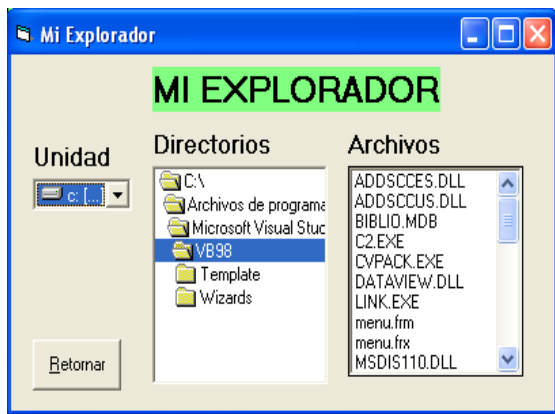 Mi Explorador
MI EXPLORADOR
Unidad
c: [...]
Directorios
C:\
Archivos de programa
Microsoft Visual Stuc
VB98
Template
Wizards
Archivos
ADDSCCES.DLL
ADDSCCUS.DLL
BIBLIO.MDB
C2.EXE
CVPACK.EXE
DATAVIEW.DLL
LINK.EXE
menu.frm
menu.frx
MSDIS110.DLL
Retornar